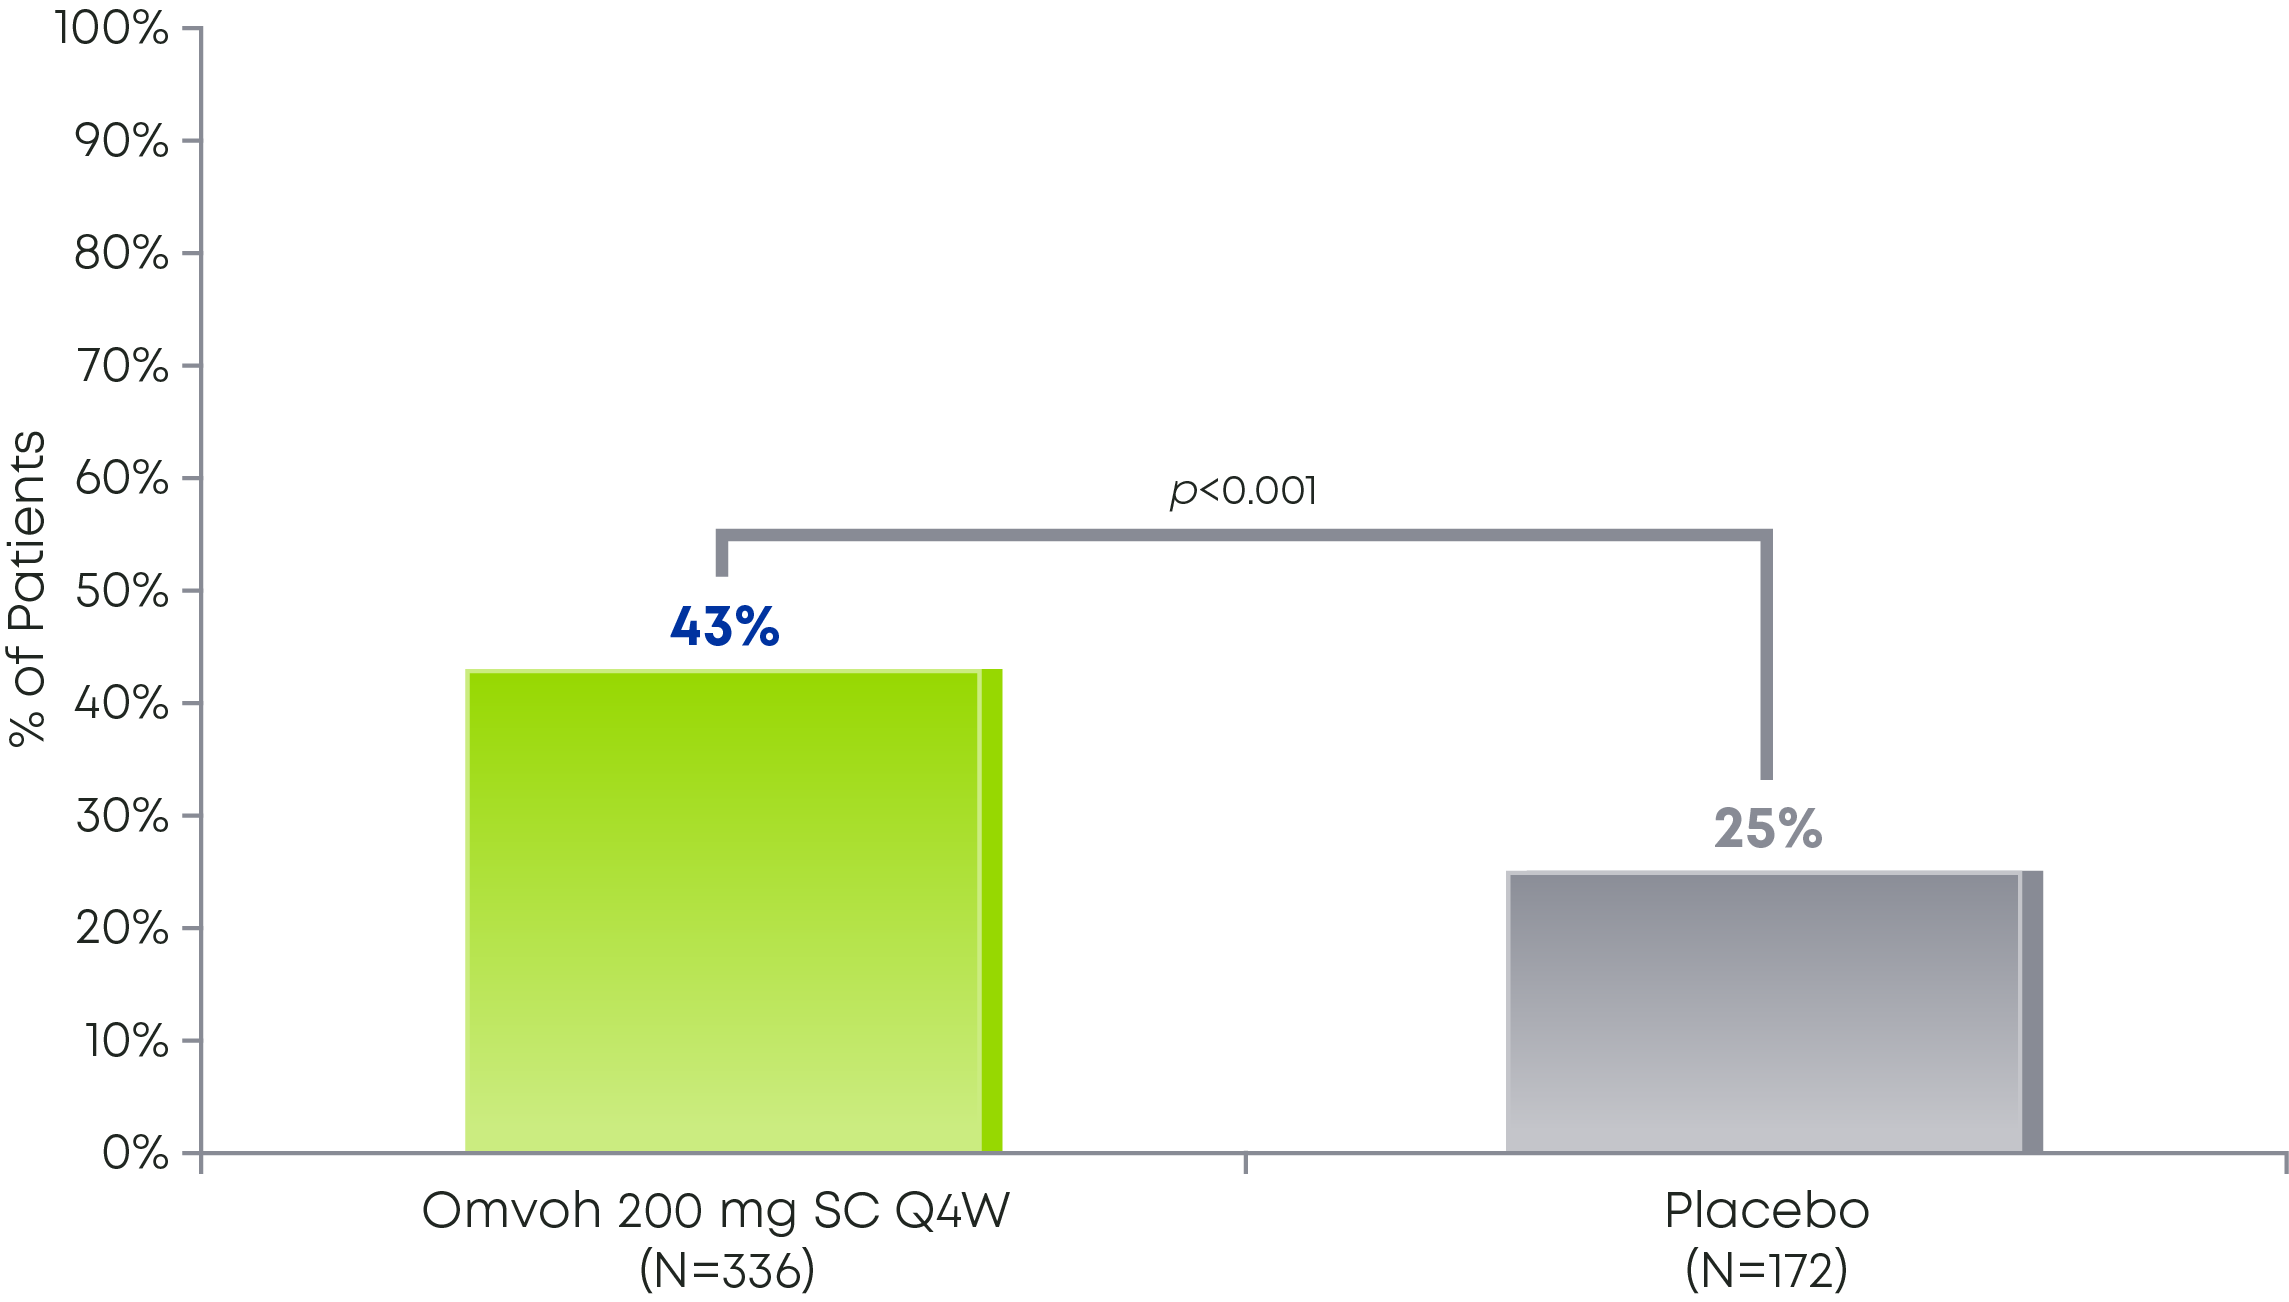 100%
90%
80%
70%
60%
50%
40%
30%
20%
10%
0%
% of Patients
p<0.001
43%
25%
Omvoh 200 mg SC Q4W
(N=336)
Placebo
(N=172)